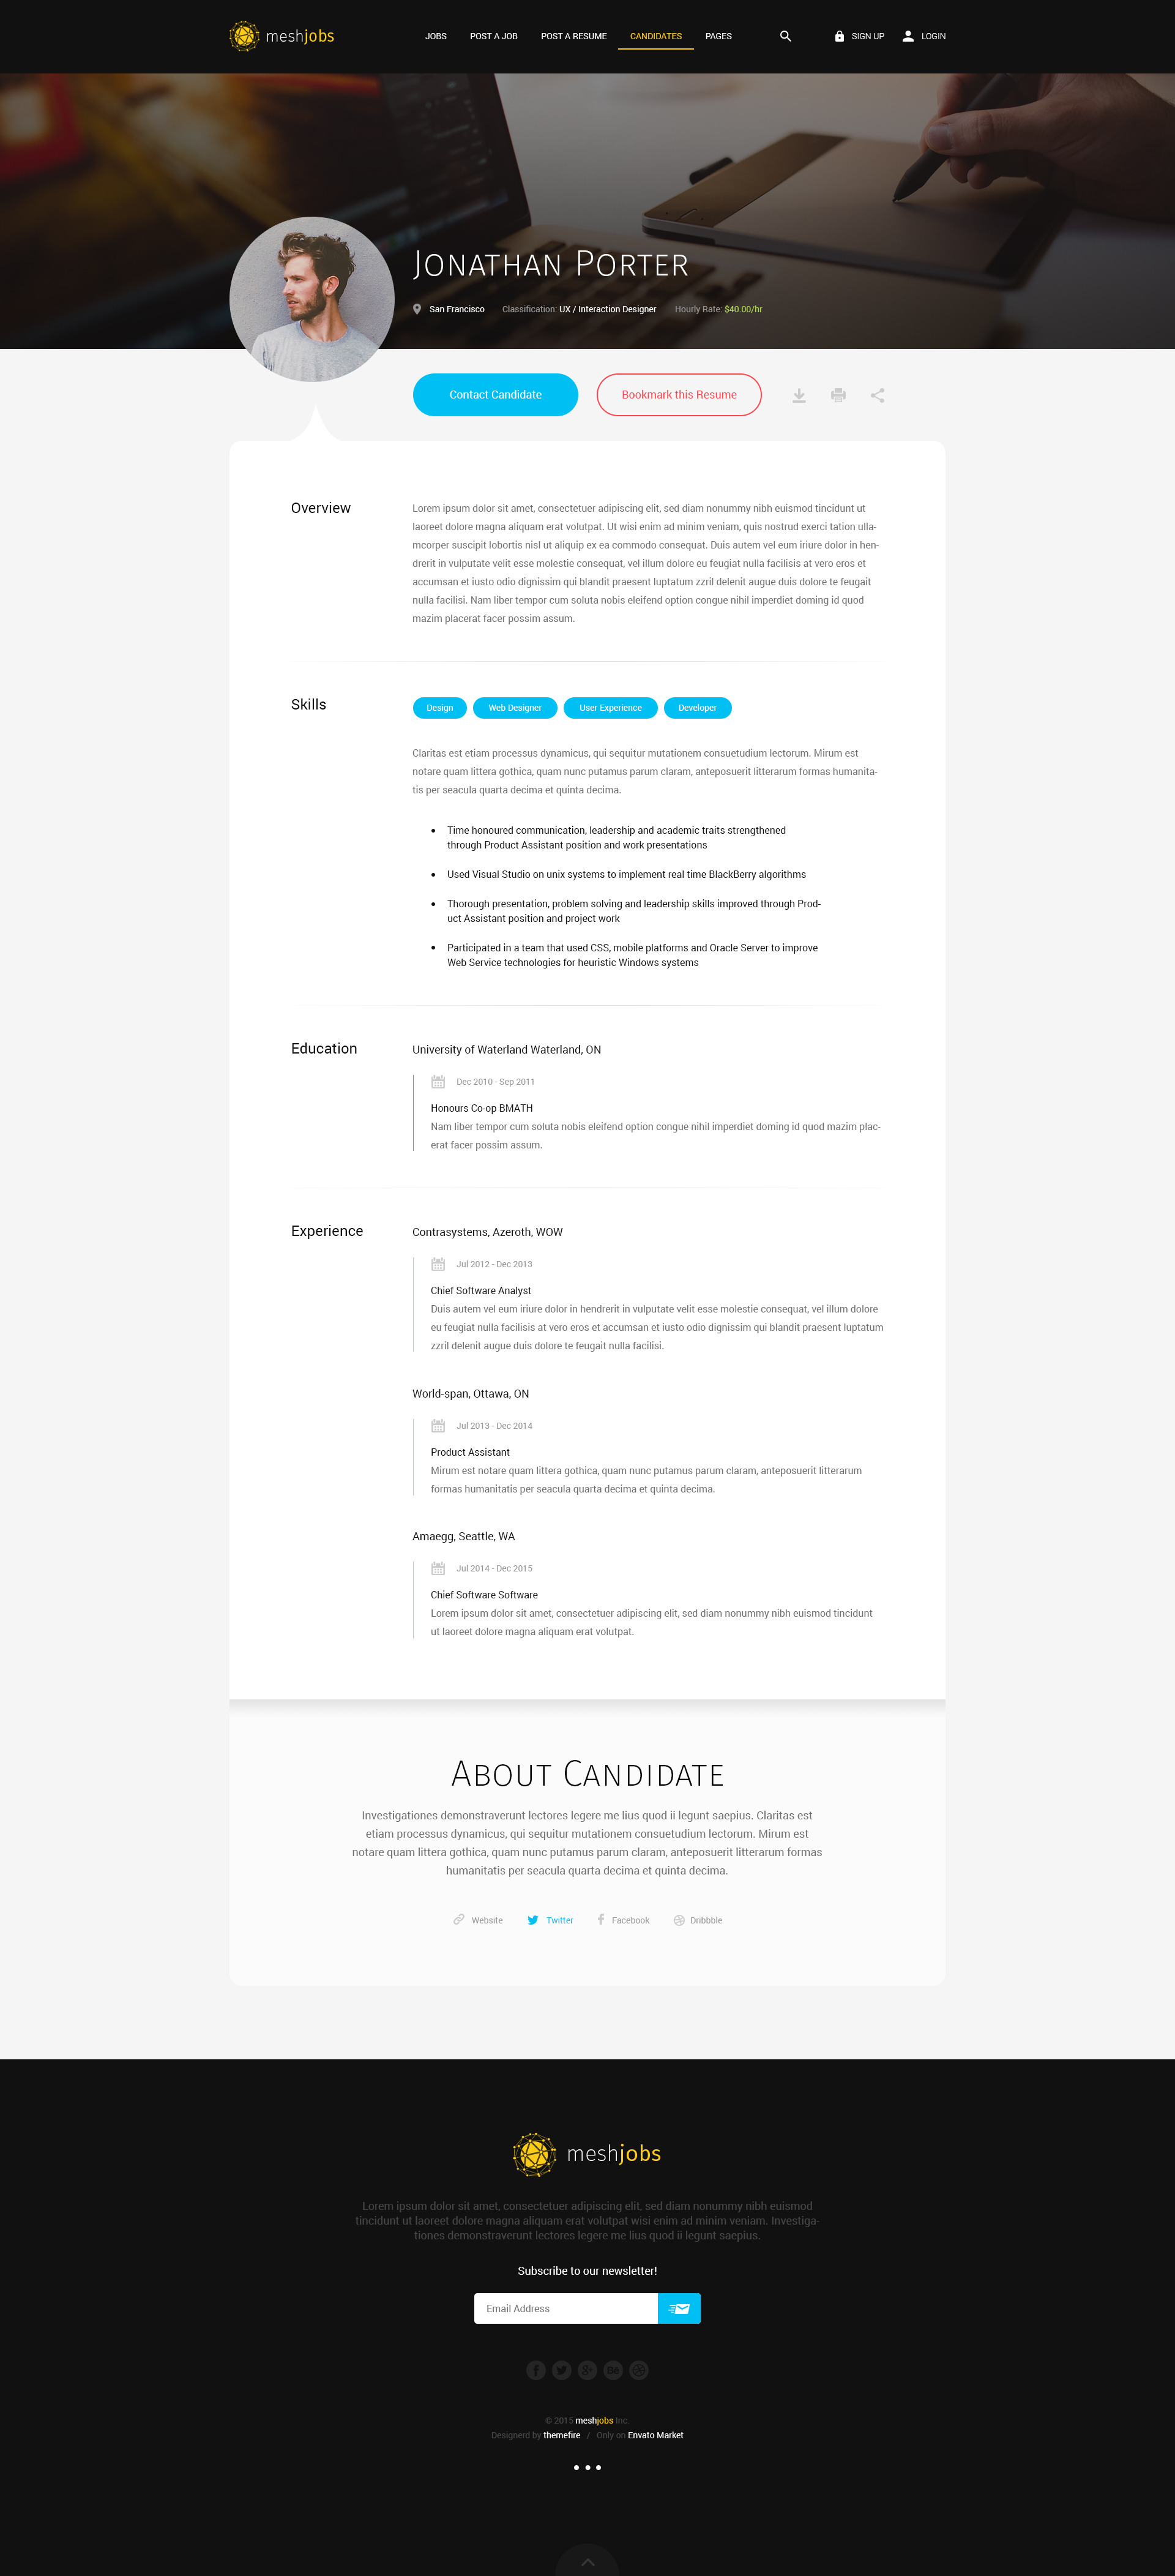 meshjobs
JOBS POST A JOB POST A RESUME CANDIDATES PAGES SIGN UP LOGIN
Jonathan Porter
San Francisco Classification: UX / Interaction Designer Hourly Rate: $40.00/hr
Contact Candidate Bookmark this Resume
Overview
Lorem ipsum dolor sit amet, consectetuer adipiscing elit, sed diam nonummy nibh euismod tincidunt ut
laoreet dolore magna aliquam erat volutpat. Ut wisi enim ad minim veniam, quis nostrud exerci tation ulla-
mcorper suscipit lobortis nisl ut aliquip ex ea commodo consequat. Duis autem vel eum iriure dolor in hen-
drerit in vulputate velit esse molestie consequat, vel illum dolore eu feugiat nulla facilisis at vero eros et
accumsan et iusto odio dignissim qui blandit praesent luptatum zzril delenit augue duis dolore te feugait
nulla facilisi. Nam liber tempor cum soluta nobis eleifend option congue nihil imperdiet doming id quod
mazim placerat facer possim assum.
Skills
Design Web Designer User Experience Developer
Claritas est etiam processus dynamicus, qui sequitur mutationem consuetudium lectorum. Mirum est
notare quam littera gothica, quam nunc putamus parum claram, anteposuerit litterarum formas humanita-
tis per seacula quarta decima et quinta decima.
• Time honoured communication, leadership and academic traits strengthened
through Product Assistant position and work presentations
• Used Visual Studio on unix systems to implement real time BlackBerry algorithms
• Thorough presentation, problem solving and leadership skills improved through Prod-
uct Assistant position and project work
• Participated in a team that used CSS, mobile platforms and Oracle Server to improve
Web Service technologies for heuristic Windows systems
Education
University of Waterland Waterland, ON
Dec 2010 - Sep 2011
Honours Co-op BMATH
Nam liber tempor cum soluta nobis eleifend option congue nihil imperdiet doming id quod mazim plac-
erat facer possim assum.
Experience
Contrasystems, Azeroth, WOW
Jul 2012 - Dec 2013
Chief Software Analyst
Duis autem vel eum iriure dolor in hendrerit in vulputate velit esse molestie consequat, vel illum dolore
eu feugiat nulla facilisis at vero eros et accumsan et iusto odio dignissim qui blandit praesent luptatum
zzril delenit augue duis dolore te feugait nulla facilisi.
World-span, Ottawa, ON
Jul 2013 - Dec 2014
Product Assistant
Mirum est notare quam littera gothica, quam nunc putamus parum claram, anteposuerit litterarum
formas humanitatis per seacula quarta decima et quinta decima.
Amaegg, Seattle, WA
Jul 2014 - Dec 2015
Chief Software Software
Lorem ipsum dolor sit amet, consectetuer adipiscing elit, sed diam nonummy nibh euismod tincidunt
ut laoreet dolore magna aliquam erat volutpat.
About Candidate
Investigationes demonstraverunt lectores legere me lius quod ii legunt saepius. Claritas est
etiam processus dynamicus, qui sequitur mutationem consuetudium lectorum. Mirum est
notare quam littera gothica, quam nunc putamus parum claram, anteposuerit litterarum formas
humanitatis per seacula quarta decima et quinta decima.
Website Twitter Facebook Dribbble
meshjobs
Lorem ipsum dolor sit amet, consectetuer adipiscing elit, sed diam nonummy nibh euismod
tincidunt ut laoreet dolore magna aliquam erat volutpat wisi enim ad minim veniam. Investiga-
tiones demonstraverunt lectores legere me lius quod ii legunt saepius.
Subscribe to our newsletter!
Email Address
© 2015 meshjobs Inc.
Designerd by themefire / Only on Envato Market